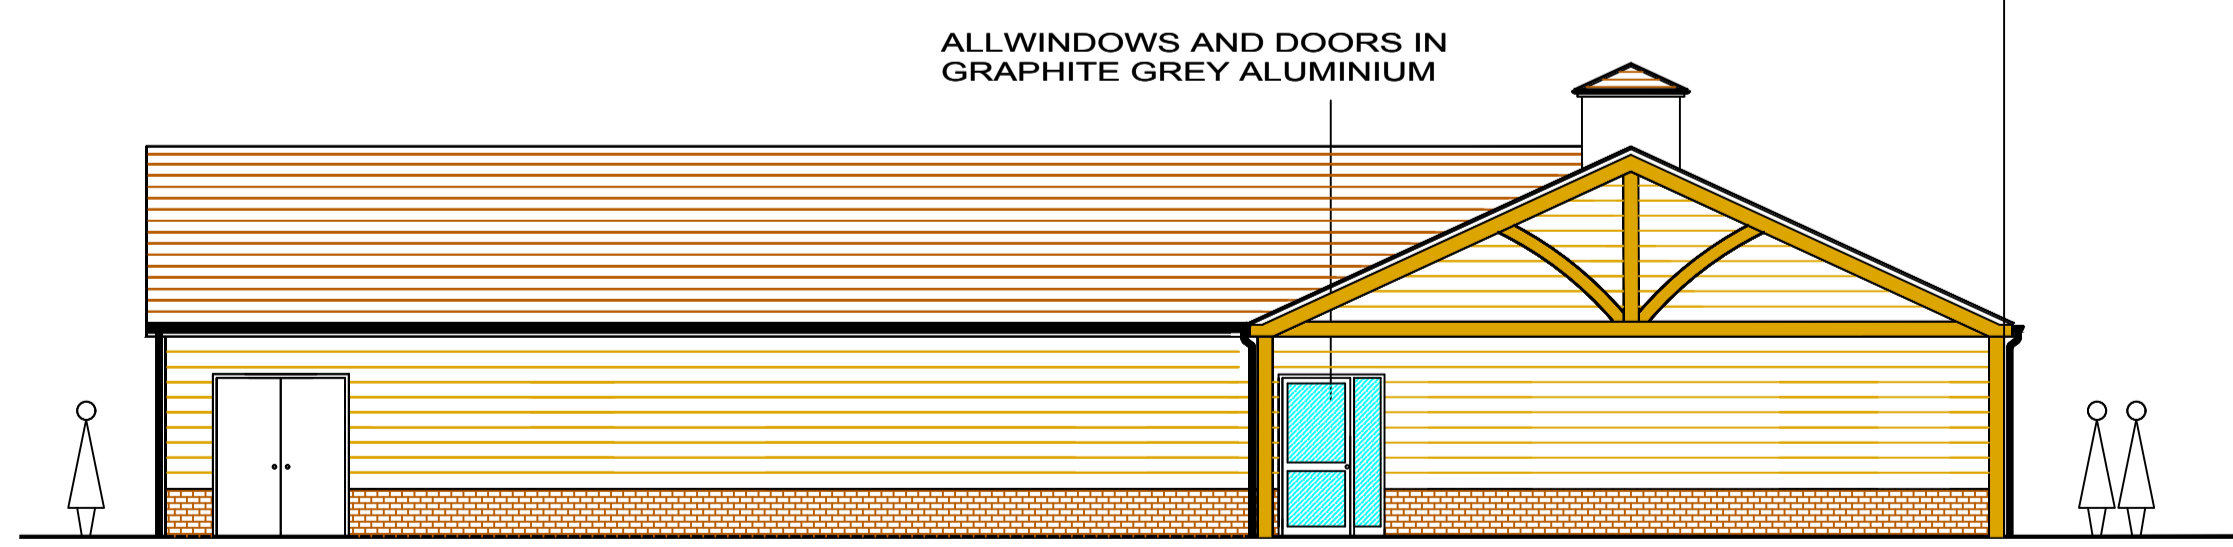 ALLWINDOWS AND DOORS IN
GRAPHITE GREY ALUMINIUM